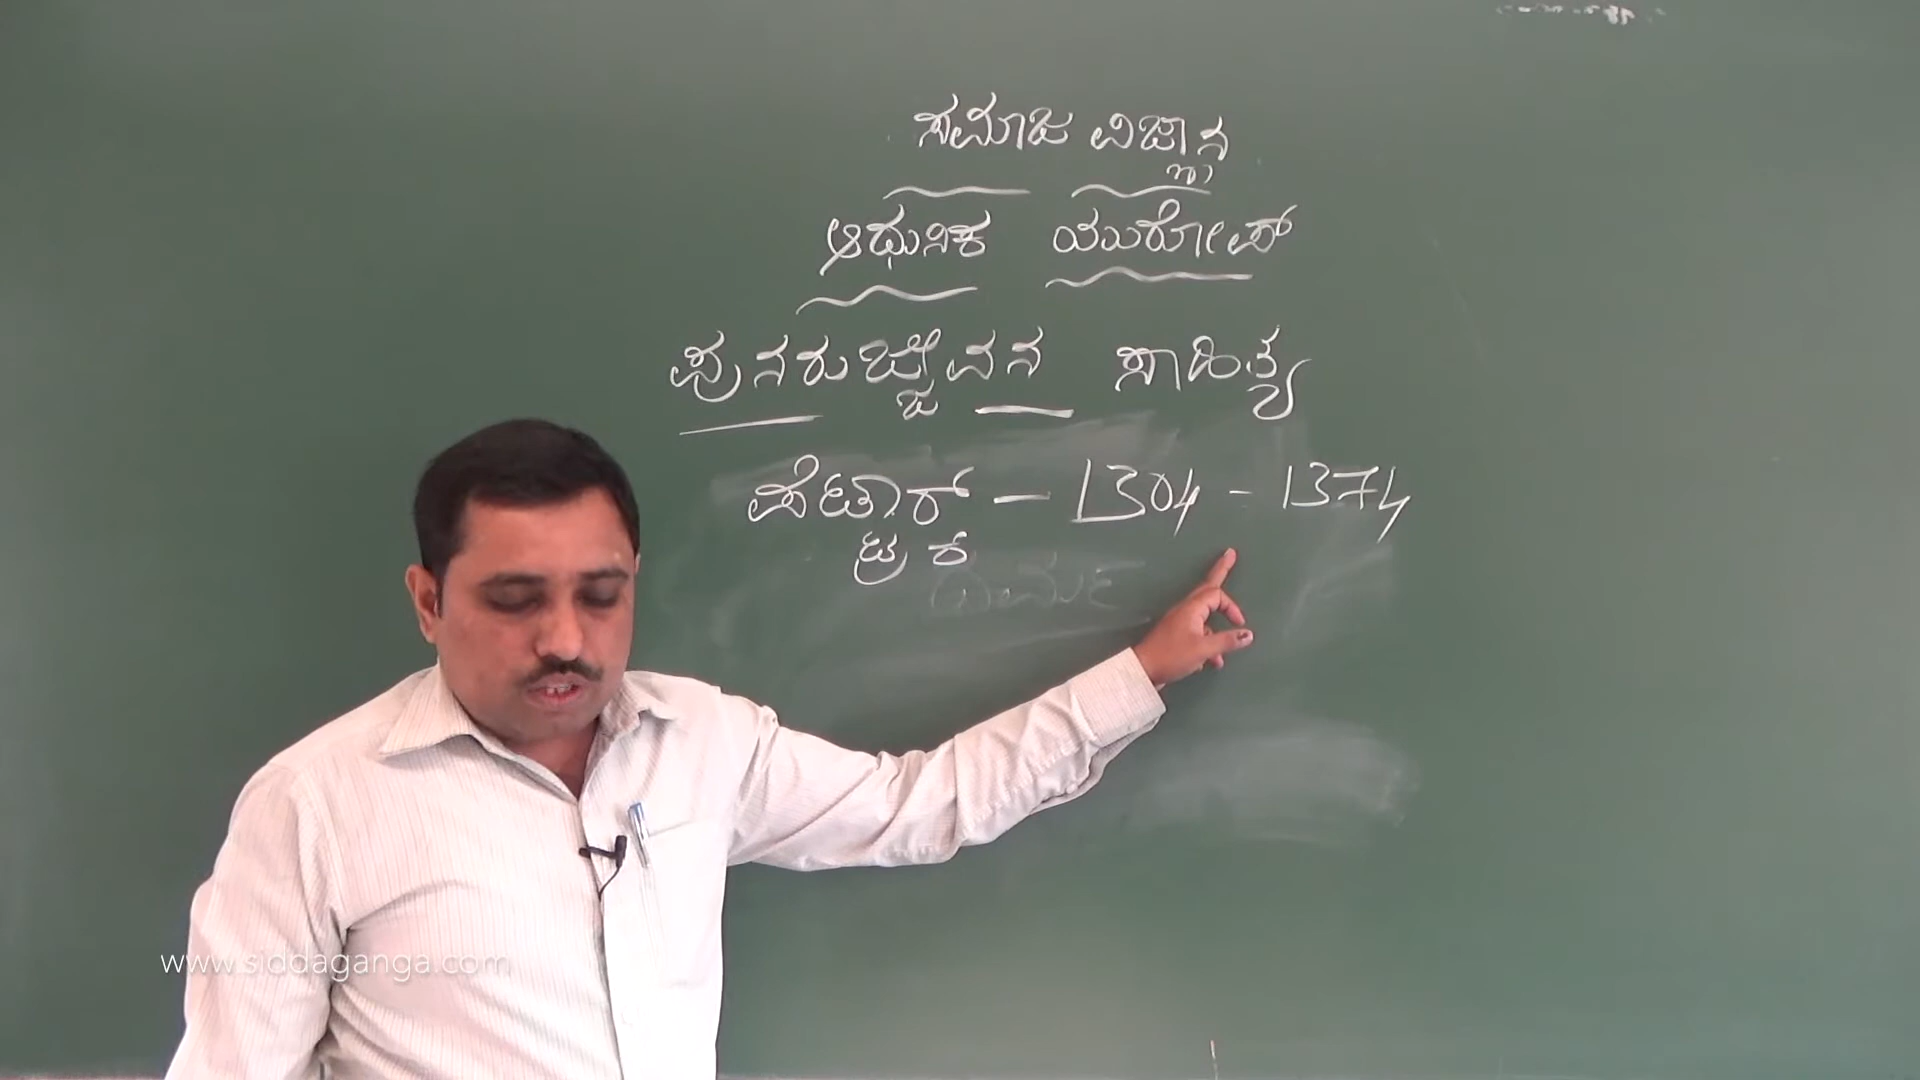 ಸಮಾಜ ವಿಜ್ಞಾನ
ಆಧುನಿಕ ಯುರೋಪ್
ಪುನರುಜ್ಜೀವನ ಸಾಹಿತ್ಯ
ಪೆಟ್ರಾರ್ಕ್ – 1304 - 1374
www.siddaganga.com